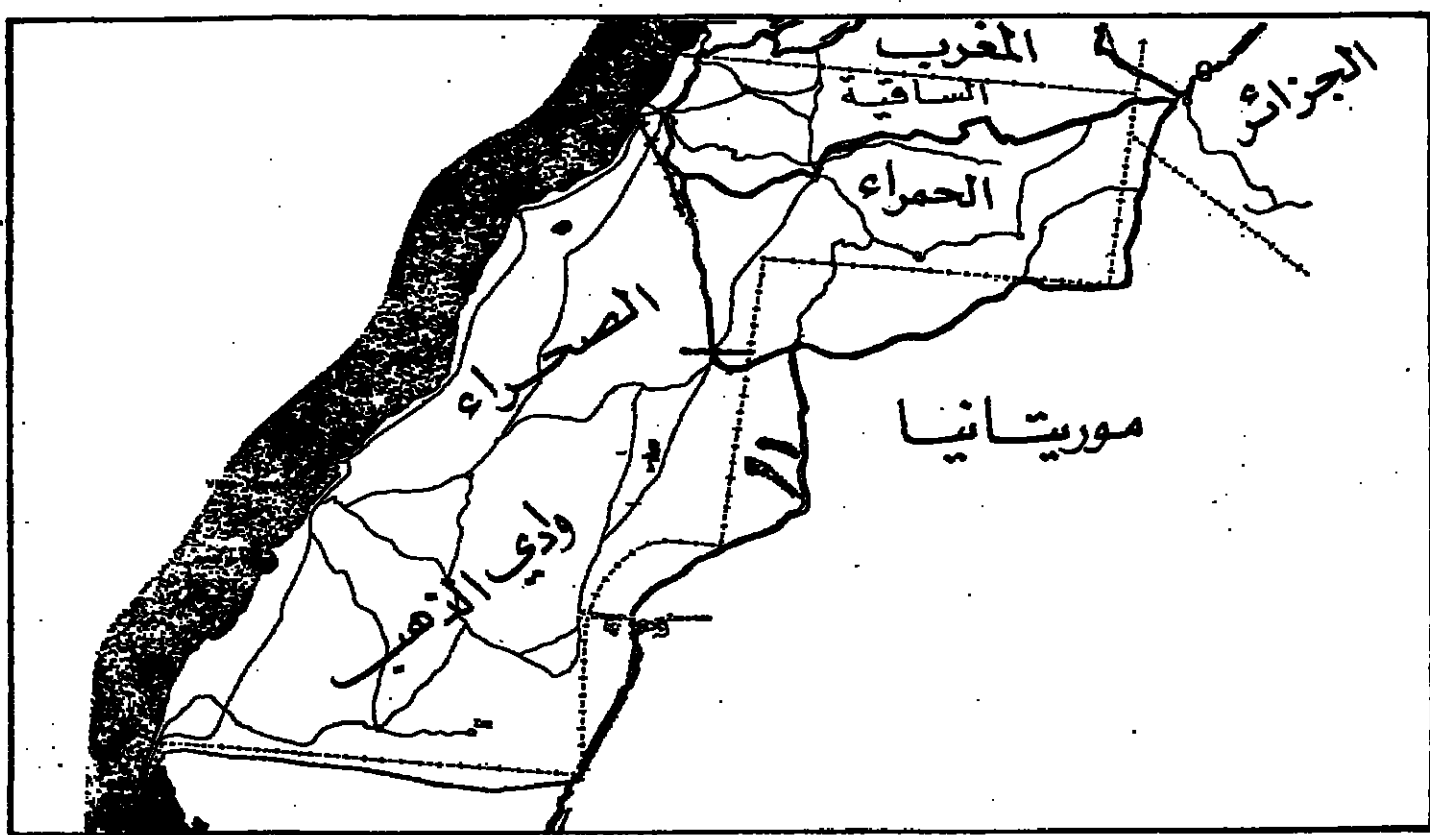 المغرب
الجزائر
الساقية
الحمراء
الصحراء
موريتانيا
وادي الذهب